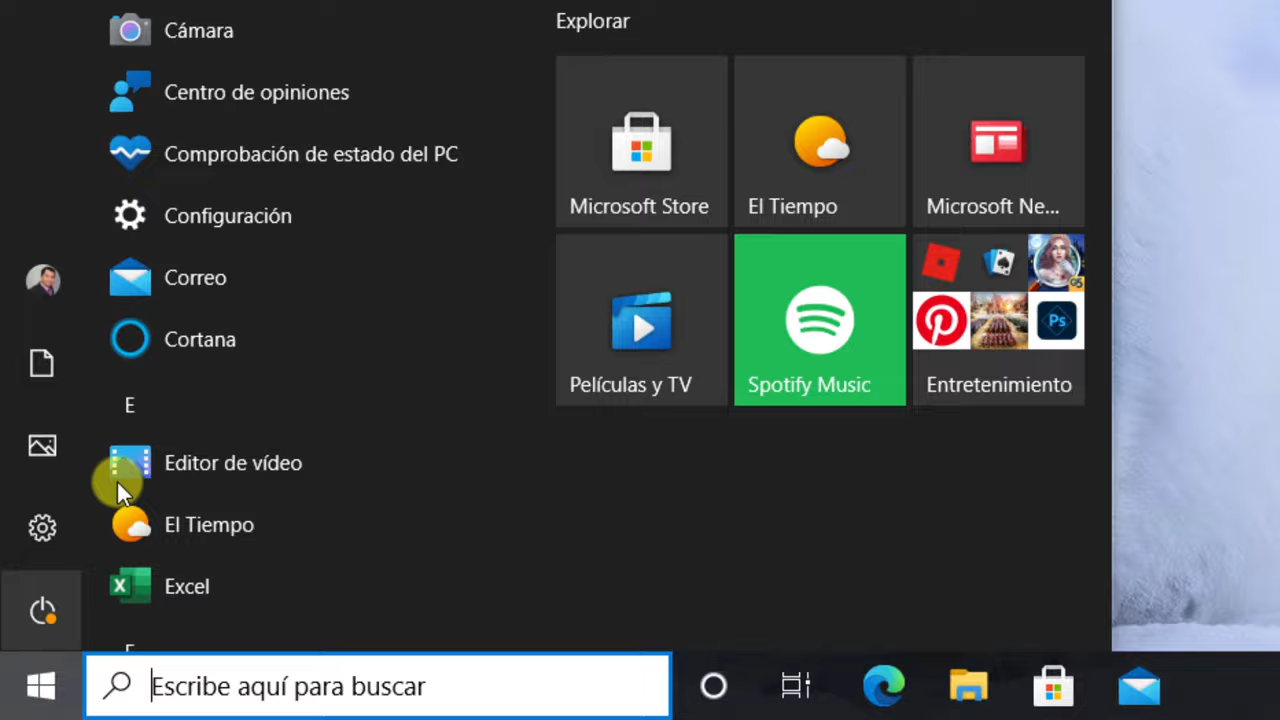 Cámara
Centro de opiniones
Comprobación de estado del PC
Configuración
Correo
Cortana
E
Editor de vídeo
El Tiempo
Excel
Explorar
Microsoft Store
El Tiempo
Microsoft Ne...
Películas y TV
Spotify Music
Ps
Entretenimiento
Escribe aquí para buscar